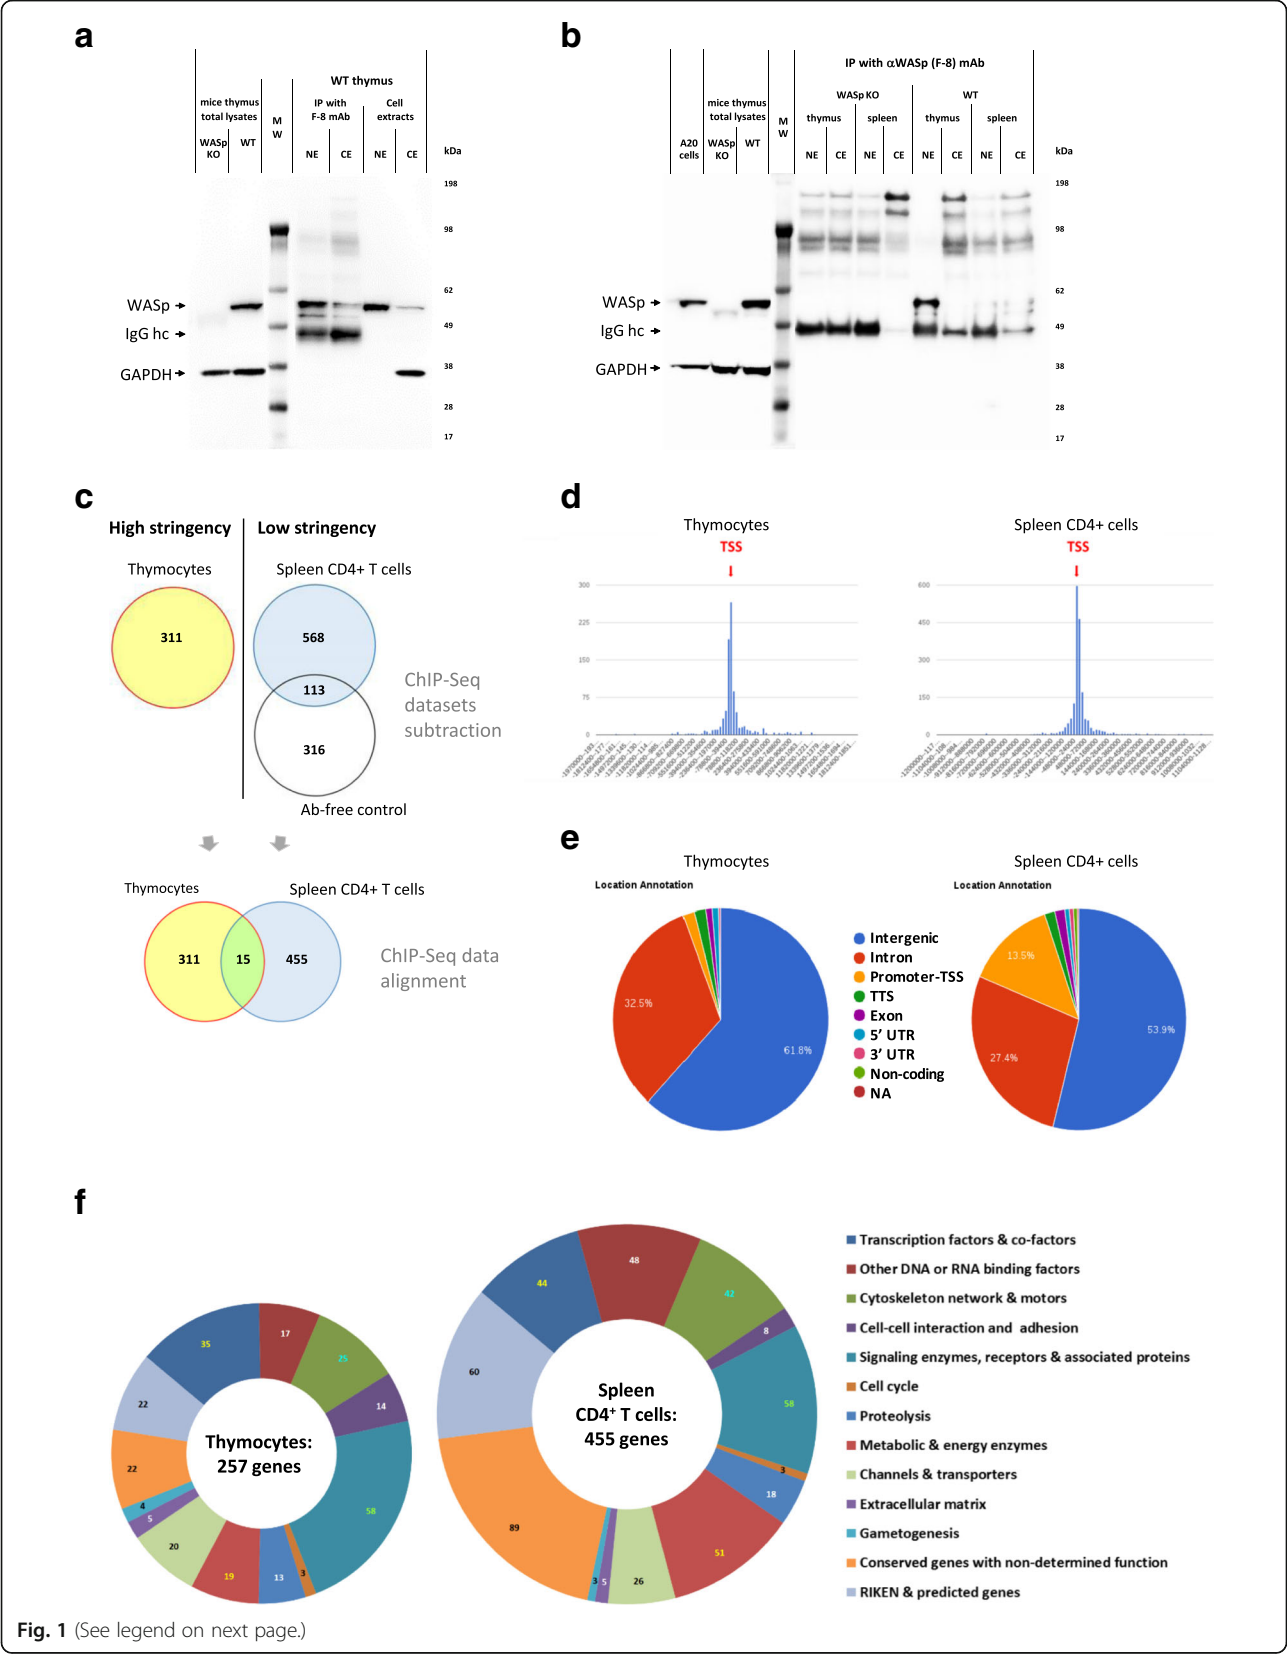 a
WT thymus
mice thymus
total lysates
IP with
F-8 mAb
Cell
extracts
M
W
WASp
KO
WT
NE
CE
NE
CE
kDa
198
98
62
49
38
28
17
WASp
IgG hc
GAPDH
b
IP with αWASp (F-8) mAb
WASp KO
WT
mice thymus
total lysates
M
W
thymus
spleen
thymus
spleen
A20
cells
WASp
KO
WT
NE
CE
NE
CE
NE
CE
NE
CE
kDa
198
98
62
49
38
28
17
WASp
IgG hc
GAPDH
c
High stringency
Low stringency
Thymocytes
Spleen CD4+ T cells
311
568
113
316
ChIP-Seq
datasets
subtraction
Ab-free control
Thymocytes
Spleen CD4+ T cells
311
15
455
ChIP-Seq data
alignment
d
Thymocytes
TSS
300
225
150
75
0
Spleen CD4+ cells
TSS
600
450
300
150
0
e
Thymocytes
Location Annotation
32.5%
61.8%
Intergenic
Intron
Promoter-TSS
TTS
Exon
5’ UTR
3’ UTR
Non-coding
NA
Spleen CD4+ cells
Location Annotation
13.5%
27.4%
53.9%
f
Thymocytes:
257 genes
35
17
25
14
58
3
13
19
20
5
4
22
22
Spleen
CD4+ T cells:
455 genes
44
48
42
8
58
3
18
51
26
5
3
89
60
Transcription factors & co-factors
Other DNA or RNA binding factors
Cytoskeleton network & motors
Cell-cell interaction and adhesion
Signaling enzymes, receptors & associated proteins
Cell cycle
Proteolysis
Metabolic & energy enzymes
Channels & transporters
Extracellular matrix
Gametogenesis
Conserved genes with non-determined function
RIKEN & predicted genes
Fig. 1 (See legend on next page.)